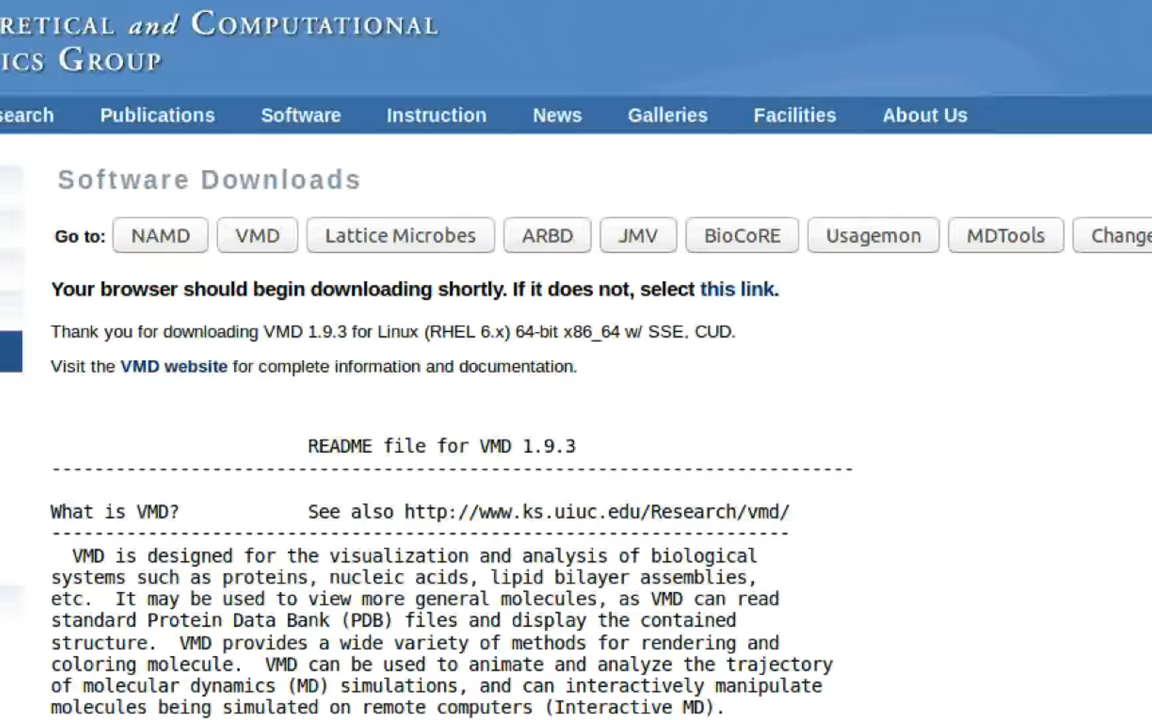 RETICAL and COMPUTATIONAL
ICS GROUP
search Publications Software Instruction News Galleries Facilities About Us
Software Downloads
Go to: NAMD VMD Lattice Microbes ARBD JMV BioCoRE Usagemon MDTools Change
Your browser should begin downloading shortly. If it does not, select this link.
Thank you for downloading VMD 1.9.3 for Linux (RHEL 6.x) 64-bit x86_64 w/ SSE, CUD.
Visit the VMD website for complete information and documentation.
README file for VMD 1.9.3
---------------------------------------------------------------------------
What is VMD? See also http://www.ks.uiuc.edu/Research/vmd/
---------------------------------------------------------------------
VMD is designed for the visualization and analysis of biological
systems such as proteins, nucleic acids, lipid bilayer assemblies,
etc. It may be used to view more general molecules, as VMD can read
standard Protein Data Bank (PDB) files and display the contained
structure. VMD provides a wide variety of methods for rendering and
coloring molecule. VMD can be used to animate and analyze the trajectory
of molecular dynamics (MD) simulations, and can interactively manipulate
molecules being simulated on remote computers (Interactive MD).